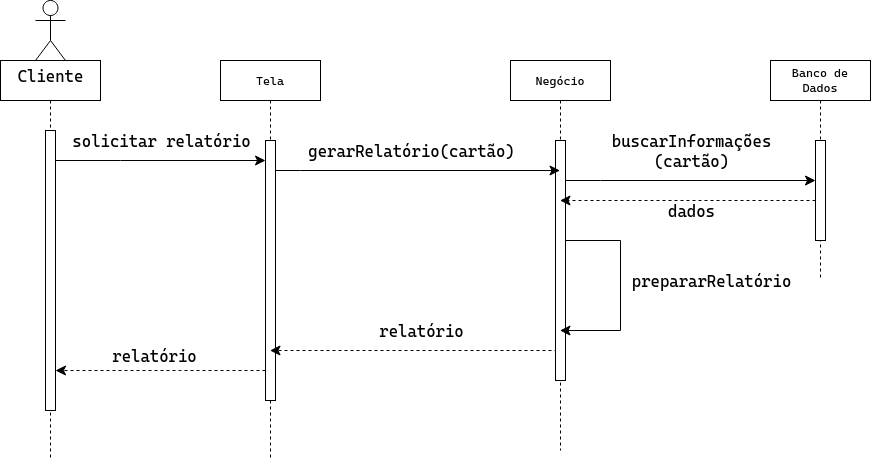 Cliente
Tela
Negócio
Banco de
Dados
solicitar relatório
gerarRelatório(cartão)
buscarInformações
(cartão)
dados
prepararRelatório
relatório
relatório